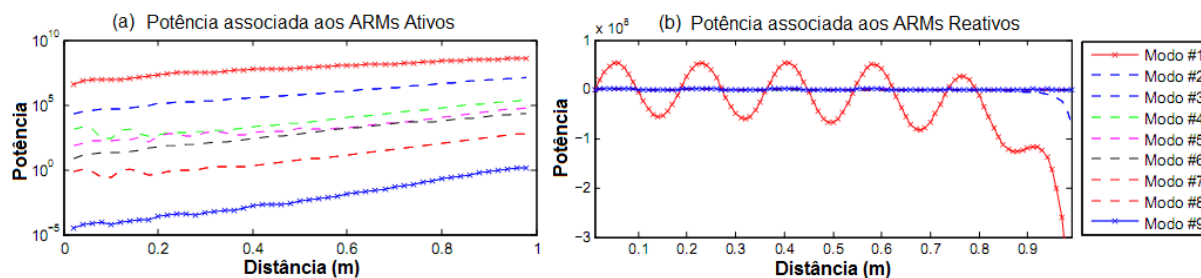 (a) Potência associada aos ARMs Ativos
10^10
10^5
10^0
10^-5
Potência
0 0.2 0.4 0.6 0.8 1
Distância (m)
(b) Potência associada aos ARMs Reativos
x 10^8
1
0
-1
-2
-3
Potência
0.1 0.2 0.3 0.4 0.5 0.6 0.7 0.8 0.9
Distância (m)
Modo #1
Modo #2
Modo #3
Modo #4
Modo #5
Modo #6
Modo #7
Modo #8
Modo #9